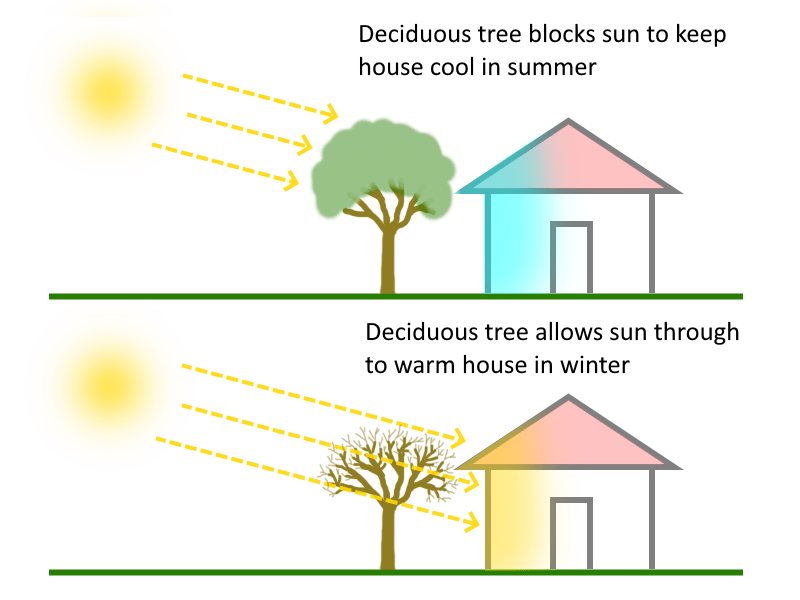 Deciduous tree blocks sun to keep
house cool in summer
Deciduous tree allows sun through
to warm house in winter